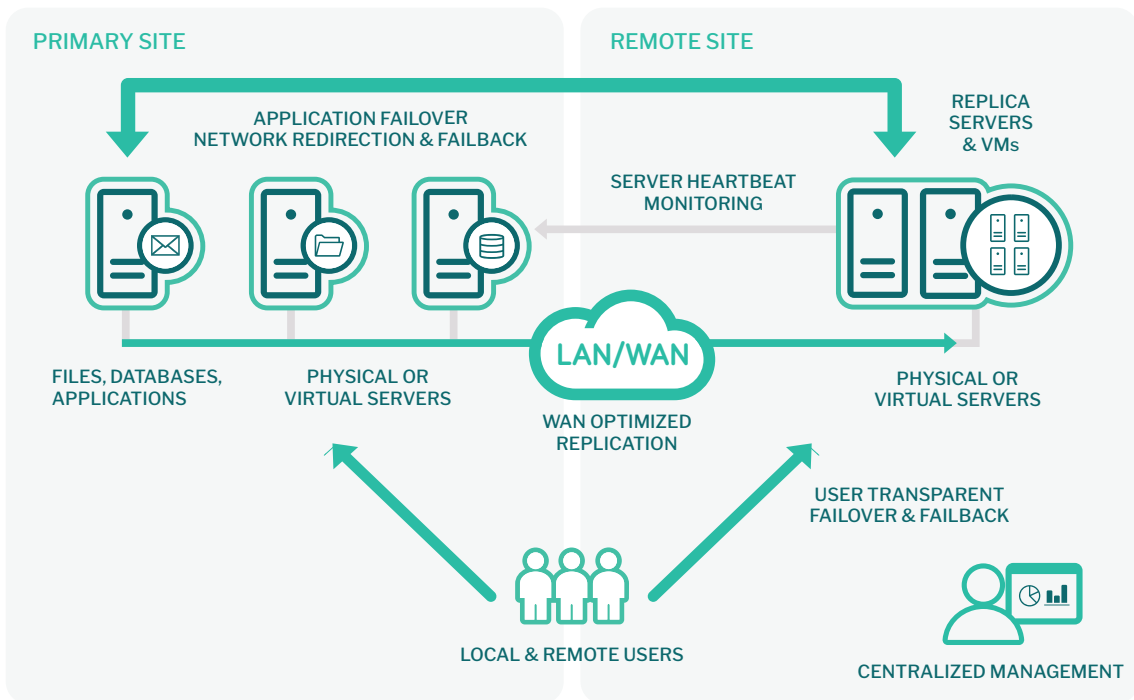 PRIMARY SITE
REMOTE SITE
APPLICATION FAILOVER
NETWORK REDIRECTION & FAILBACK
REPLICA
SERVERS
& VMs
SERVER HEARTBEAT
MONITORING
LAN/WAN
FILES, DATABASES,
APPLICATIONS
PHYSICAL OR
VIRTUAL SERVERS
WAN OPTIMIZED
REPLICATION
PHYSICAL OR
VIRTUAL SERVERS
USER TRANSPARENT
FAILOVER & FAILBACK
LOCAL & REMOTE USERS
CENTRALIZED MANAGEMENT